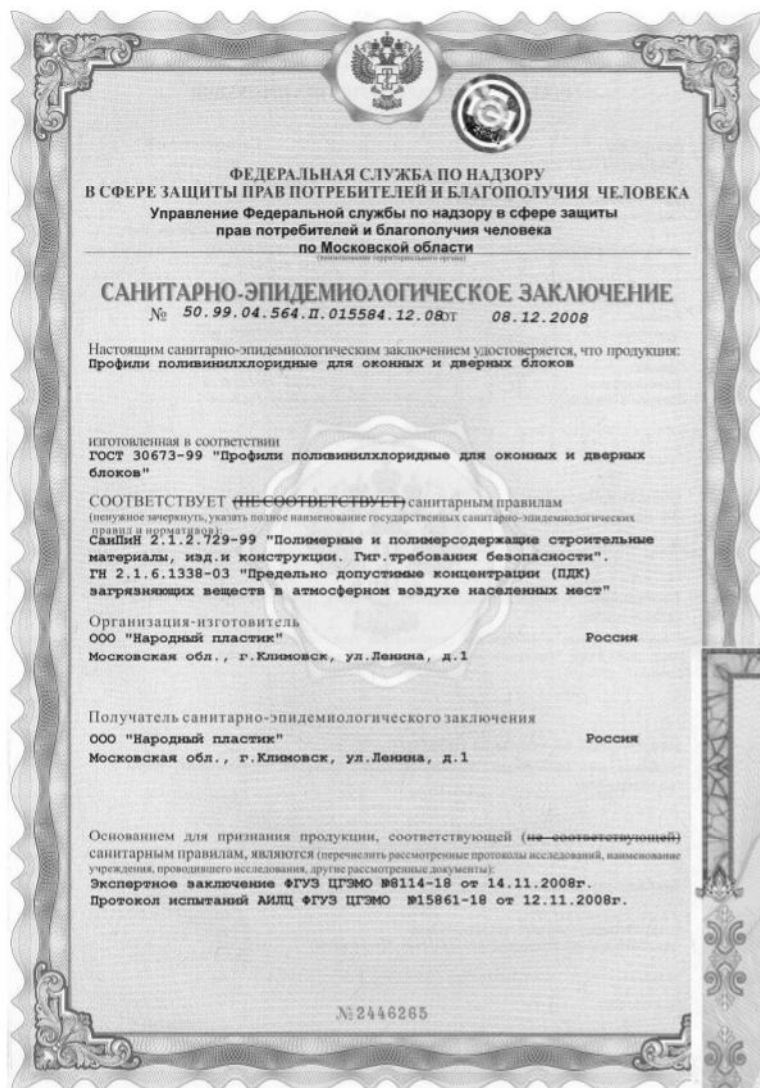 ФЕДЕРАЛЬНАЯ СЛУЖБА ПО НАДЗОРУ
В СФЕРЕ ЗАЩИТЫ ПРАВ ПОТРЕБИТЕЛЕЙ И БЛАГОПОЛУЧИЯ ЧЕЛОВЕКА
Управление Федеральной службы по надзору в сфере защиты
прав потребителей и благополучия человека
по Московской области
(наименование территориального органа)
САНИТАРНО-ЭПИДЕМИОЛОГИЧЕСКОЕ ЗАКЛЮЧЕНИЕ
№ 50.99.04.564.П.015584.12.08от 08.12.2008
Настоящим санитарно-эпидемиологическим заключением удостоверяется, что продукция:
Профили поливинилхлоридные для оконных и дверных блоков
изготовленная в соответствии
ГОСТ 30673-99 "Профили поливинилхлоридные для оконных и дверных
блоков"
СООТВЕТСТВУЕТ (НЕ СООТВЕТСТВУЕТ) санитарным правилам
(ненужное зачеркнуть, указать полное наименование государственных санитарно-эпидемиологических
правил и нормативов):
СанПиН 2.1.2.729-99 "Полимерные и полимерсодержащие строительные
материалы, изд.и конструкции. Гиг.требования безопасности".
ГН 2.1.6.1338-03 "Предельно допустимые концентрации (ПДК)
загрязняющих веществ в атмосферном воздухе населенных мест"
Организация-изготовитель
ООО "Народный пластик" Россия
Московская обл., г.Климовск, ул.Ленина, д.1
Получатель санитарно-эпидемиологического заключения
ООО "Народный пластик" Россия
Московская обл., г.Климовск, ул.Ленина, д.1
Основанием для признания продукции, соответствующей (не соответствующей)
санитарным правилам, являются (перечислить рассмотренные протоколы исследований, наименование
учреждения, проводившего исследования, другие рассмотренные документы):
Экспертное заключение ФГУЗ ЦГЭМО №8114-18 от 14.11.2008г.
Протокол испытаний АИЛЦ ФГУЗ ЦГЭМО №15861-18 от 12.11.2008г.
№2446265